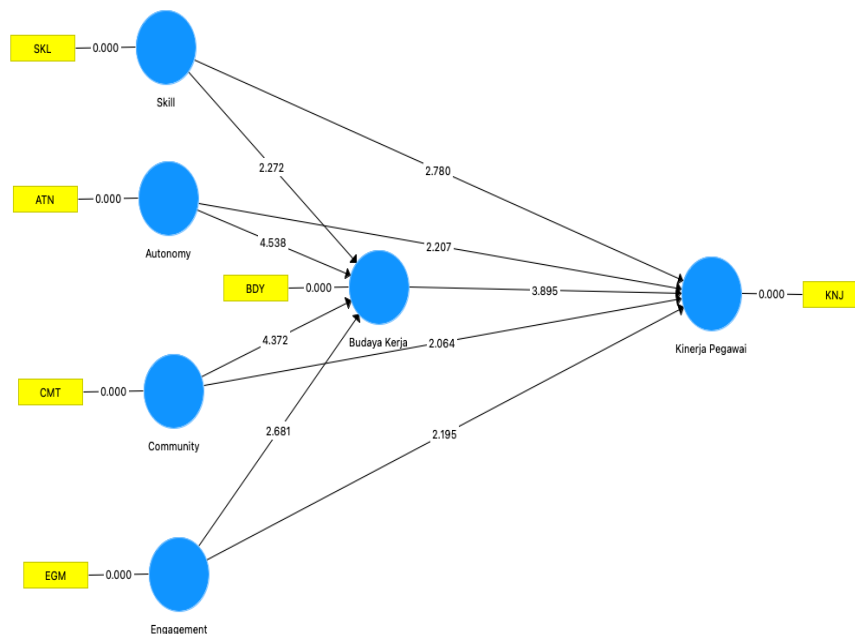 SKL
0.000
Skill
2.272
2.780
ATN
0.000
Autonomy
4.538
2.207
BDY
0.000
Budaya Kerja
3.895
0.000
KNJ
Kinerja Pegawai
4.372
2.064
CMT
0.000
Community
2.681
2.195
EGM
0.000
Engagement